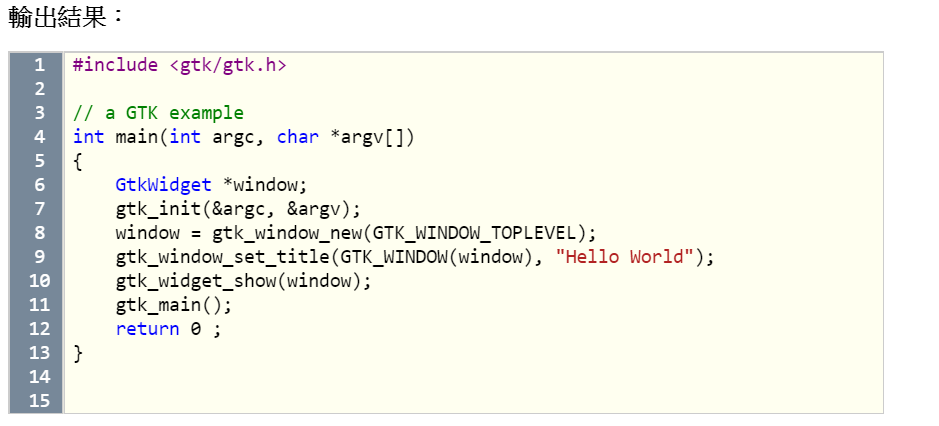 輸出結果：
1 #include <gtk/gtk.h>
2
3 // a GTK example
4 int main(int argc, char *argv[])
5 {
6     GtkWidget *window;
7     gtk_init(&argc, &argv);
8     window = gtk_window_new(GTK_WINDOW_TOPLEVEL);
9     gtk_window_set_title(GTK_WINDOW(window), "Hello World");
10     gtk_widget_show(window);
11     gtk_main();
12     return 0 ;
13 }
14
15